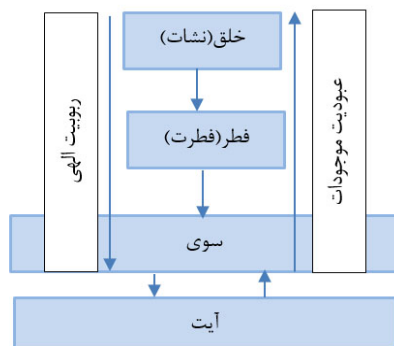 خلق(نشات)
عبودیت موجودات
ربوبیت الهی
فطر(فطرت)
سوی
آیت